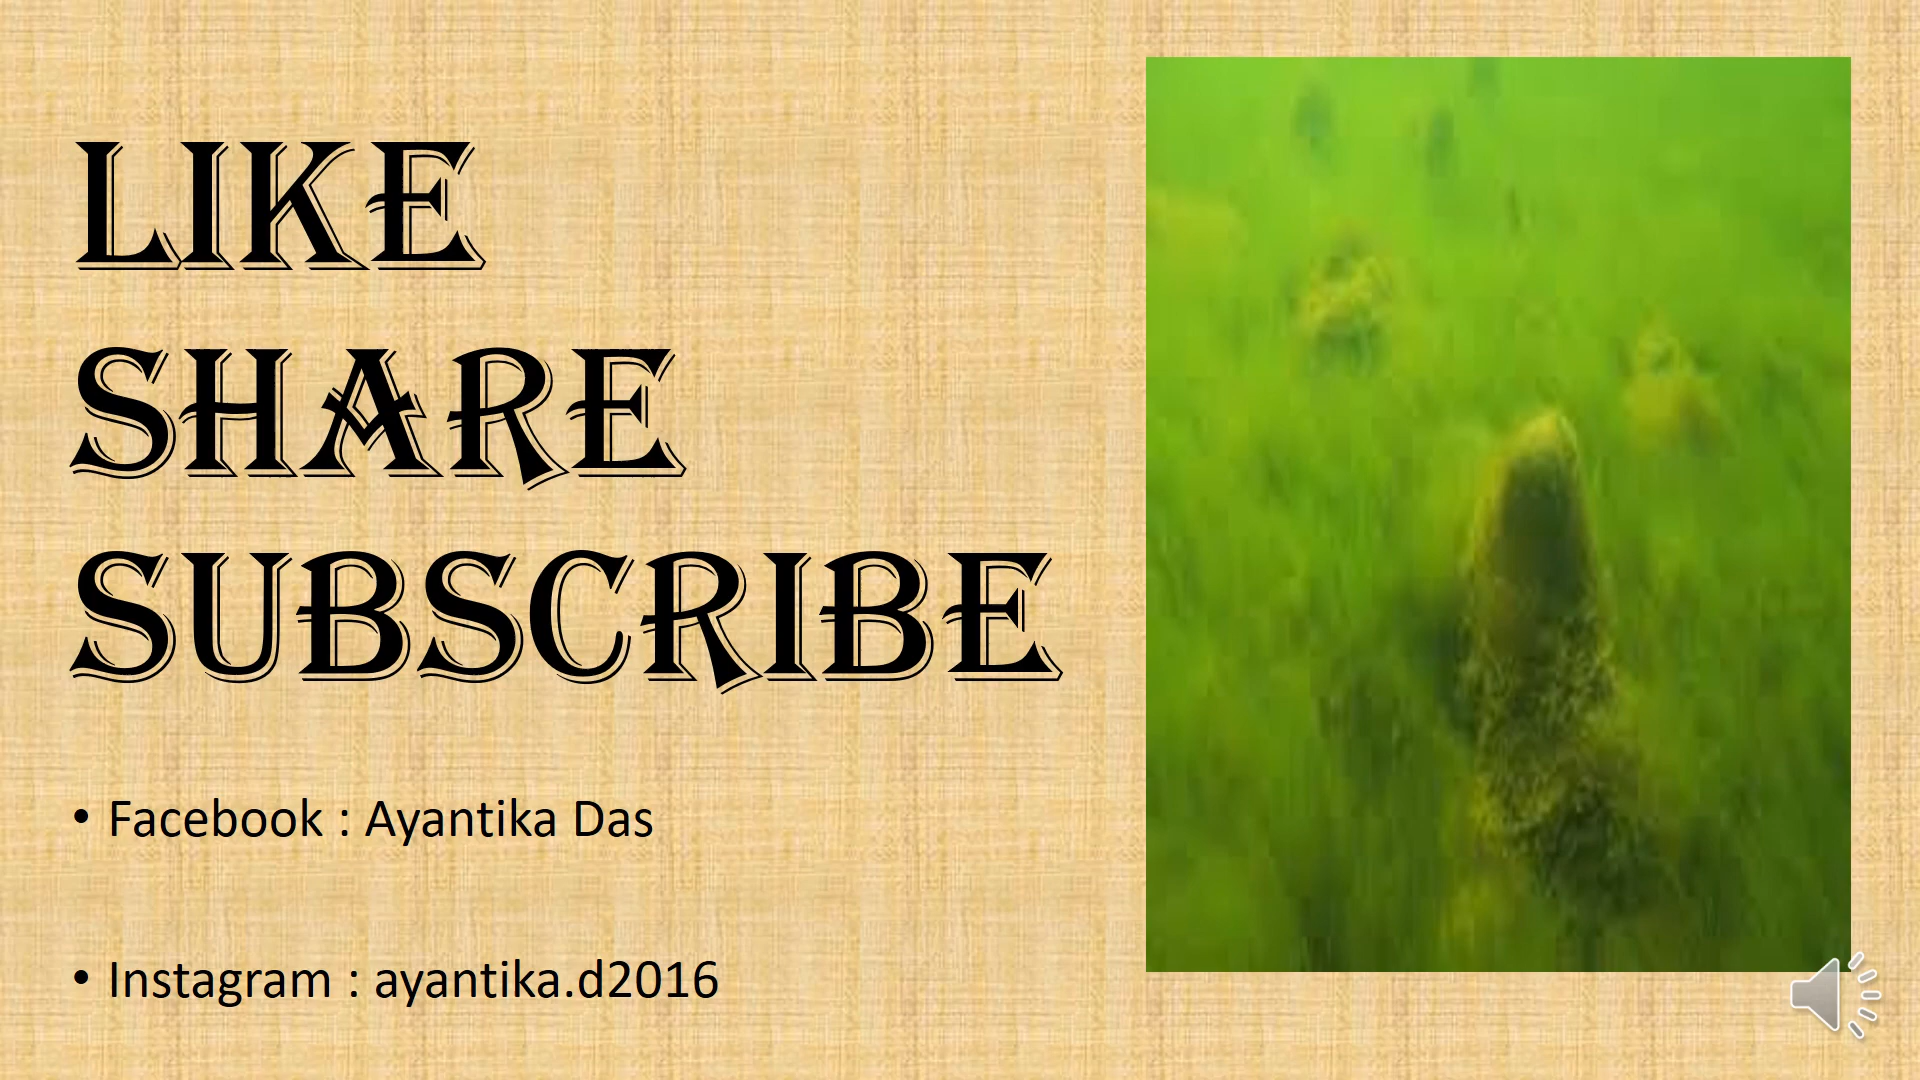 LIKE
SHARE
SUBSCRIBE
• Facebook : Ayantika Das
• Instagram : ayantika.d2016